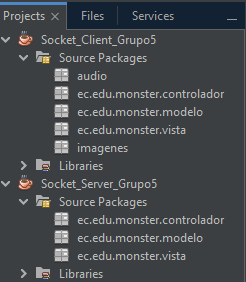 Projects Files Services
Socket_Client_Grupo5
Source Packages
audio
ec.edu.monster.controlador
ec.edu.monster.modelo
ec.edu.monster.vista
imagenes
Libraries
Socket_Server_Grupo5
Source Packages
ec.edu.monster.controlador
ec.edu.monster.modelo
ec.edu.monster.vista
Libraries